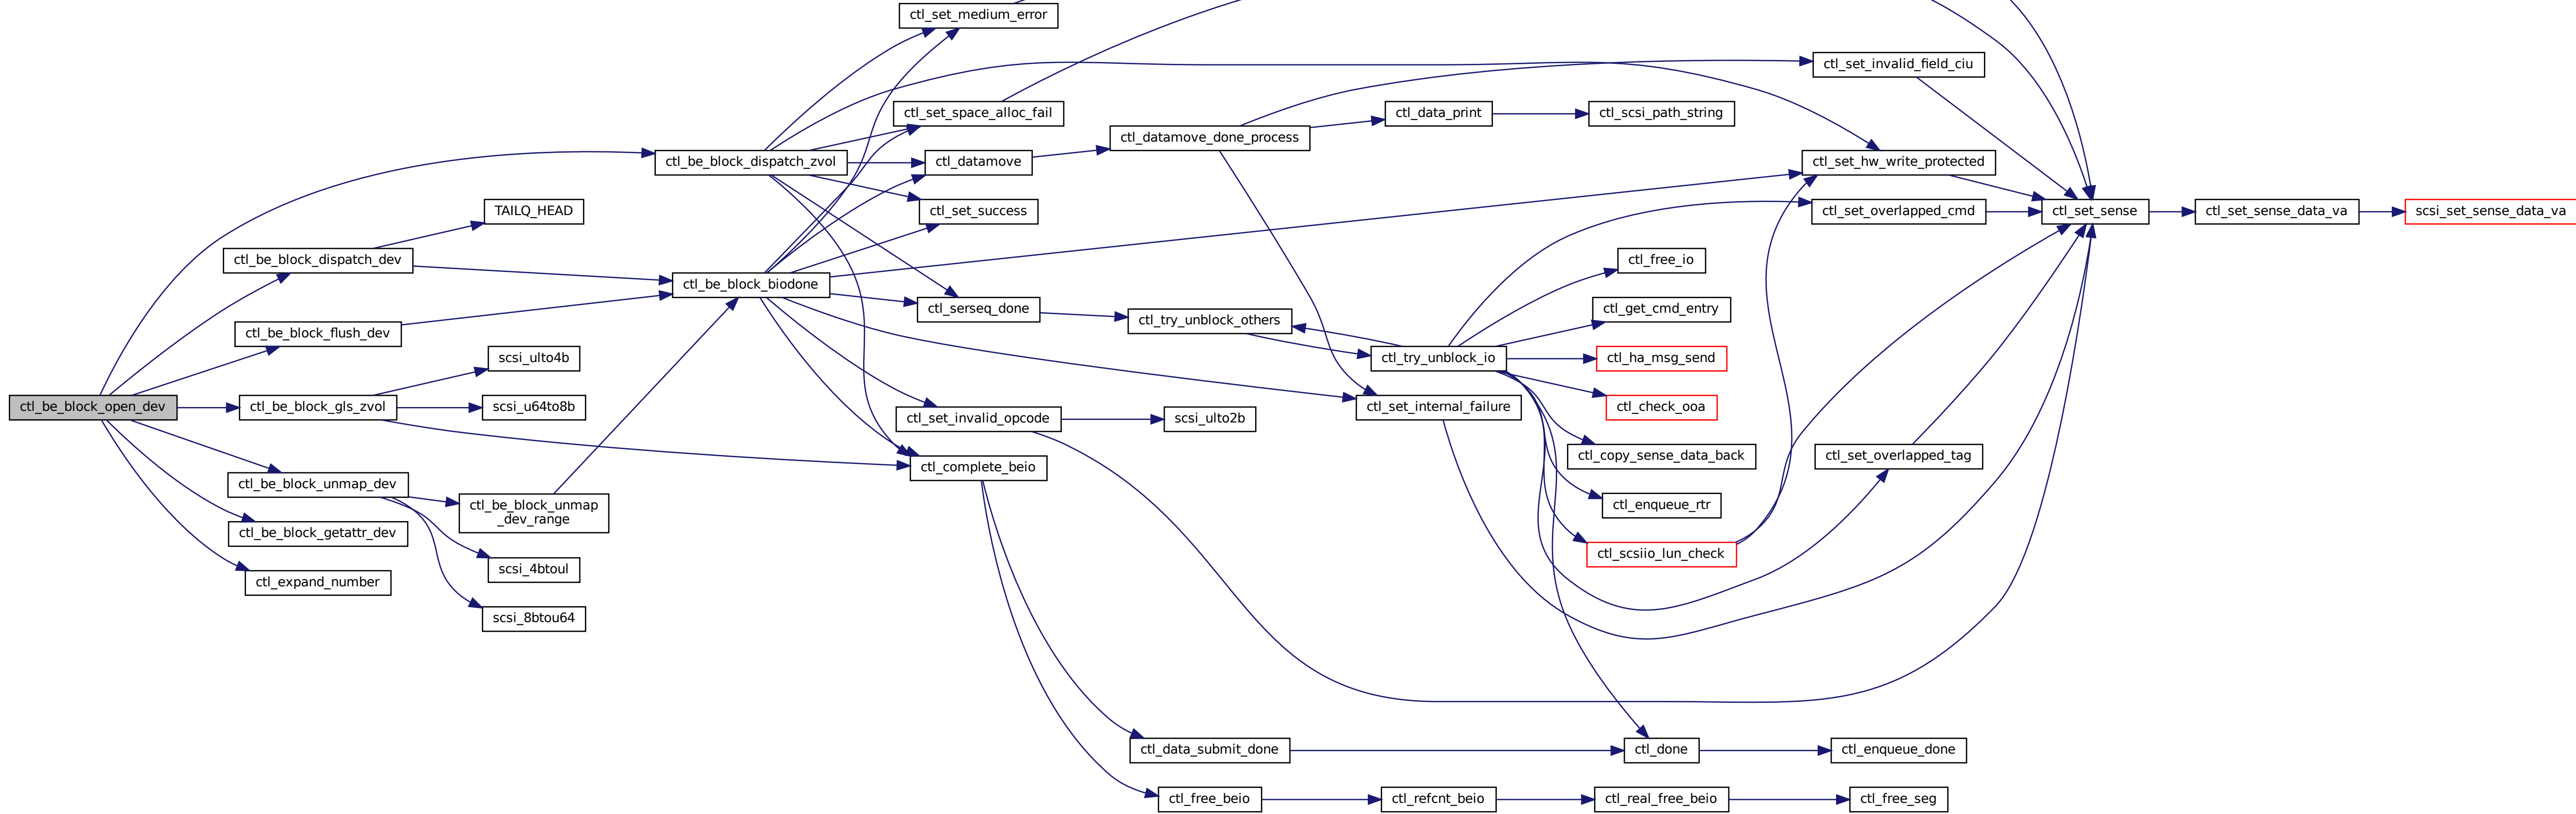 ctl_be_block_open_dev
TAILQ_HEAD
ctl_be_block_dispatch_dev
ctl_be_block_flush_dev
scsi_ulto4b
ctl_be_block_gls_zvol
scsi_u64to8b
ctl_be_block_unmap_dev
ctl_be_block_unmap
_dev_range
ctl_be_block_getattr_dev
scsi_4btoul
ctl_expand_number
scsi_8btou64
ctl_be_block_dispatch_zvol
ctl_be_block_biodone
ctl_set_medium_error
ctl_set_space_alloc_fail
ctl_datamove
ctl_set_success
ctl_serseq_done
ctl_set_invalid_opcode
ctl_complete_beio
ctl_datamove_done_process
ctl_try_unblock_others
scsi_ulto2b
ctl_data_submit_done
ctl_free_beio
ctl_data_print
ctl_try_unblock_io
ctl_set_internal_failure
ctl_refcnt_beio
ctl_scsi_path_string
ctl_free_io
ctl_get_cmd_entry
ctl_ha_msg_send
ctl_check_ooa
ctl_copy_sense_data_back
ctl_enqueue_rtr
ctl_scsiio_lun_check
ctl_done
ctl_real_free_beio
ctl_set_invalid_field_ciu
ctl_set_hw_write_protected
ctl_set_overlapped_cmd
ctl_set_overlapped_tag
ctl_enqueue_done
ctl_free_seg
ctl_set_sense
ctl_set_sense_data_va
scsi_set_sense_data_va